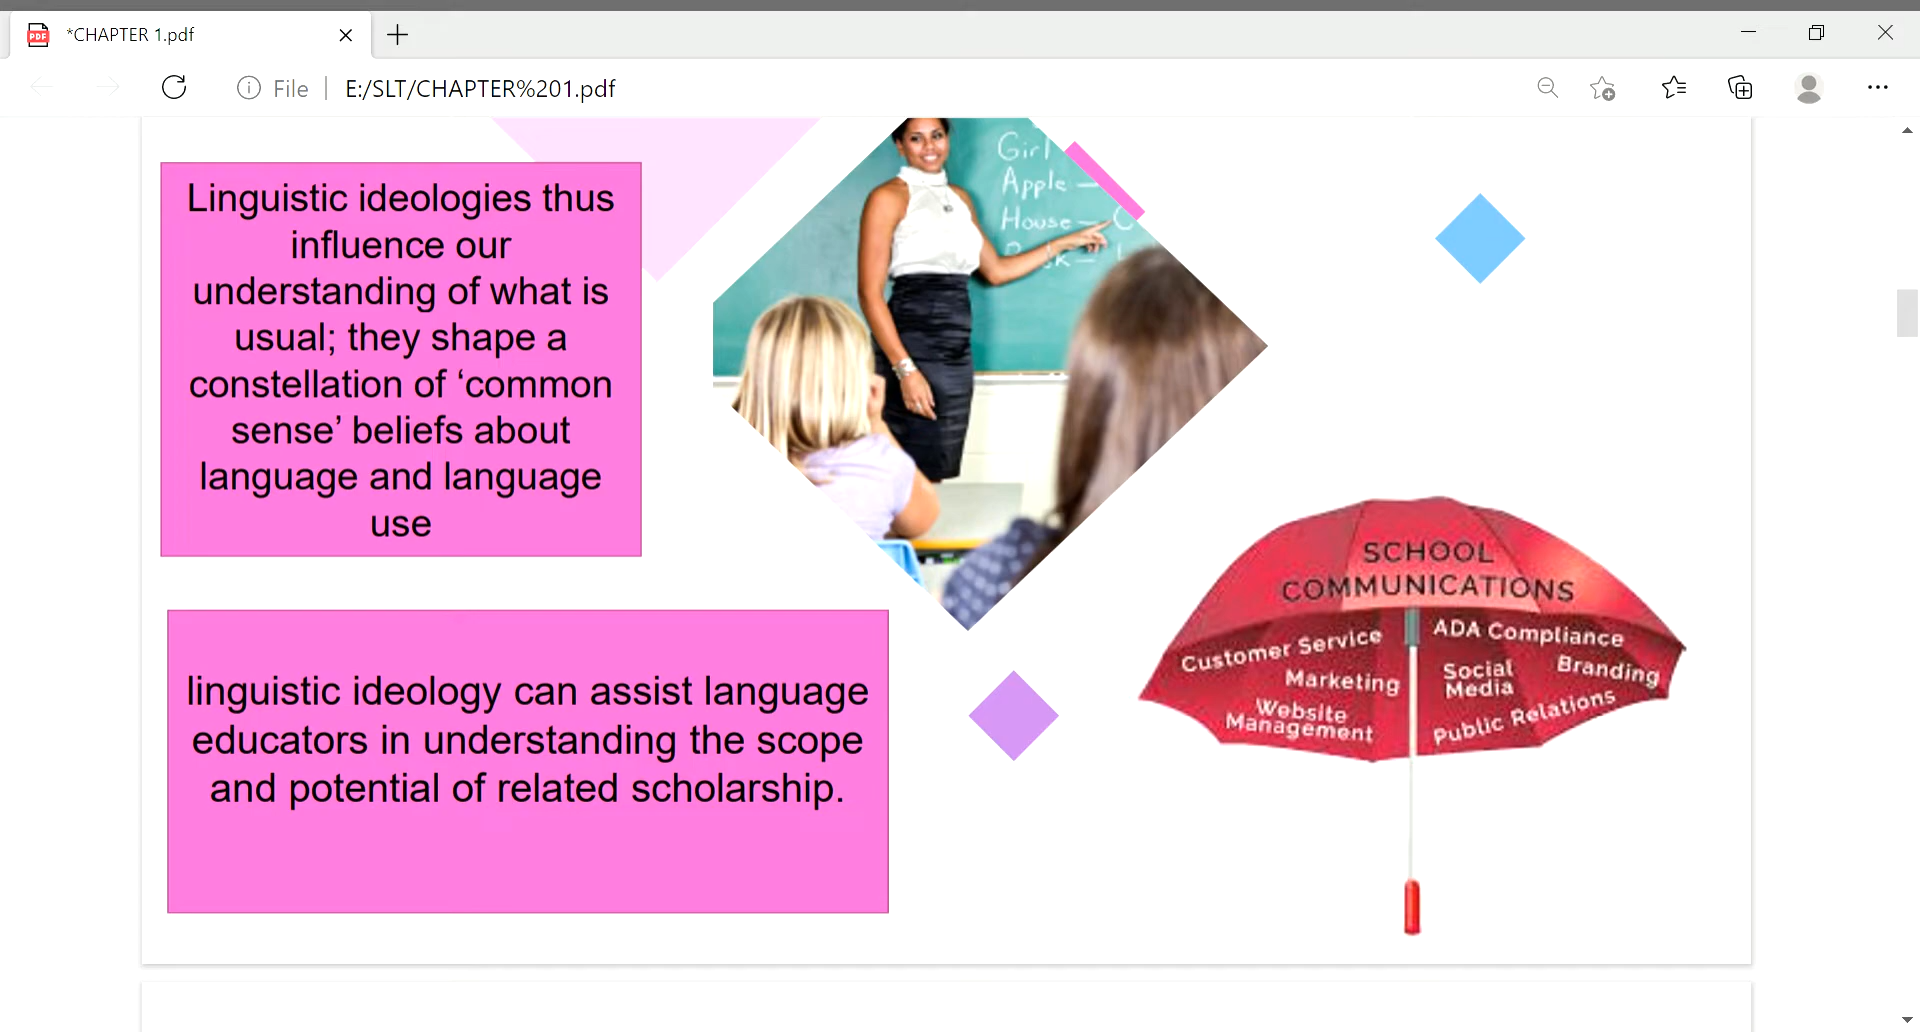 *CHAPTER 1.pdf
File
E:/SLT/CHAPTER%201.pdf
Linguistic ideologies thus
influence our
understanding of what is
usual; they shape a
constellation of ‘common
sense’ beliefs about
language and language
use
Girl
Apple –
House –
linguistic ideology can assist language
educators in understanding the scope
and potential of related scholarship.
SCHOOL
COMMUNICATIONS
Customer Service
Marketing
Website
Management
ADA Compliance
Social
Media
Branding
Public Relations